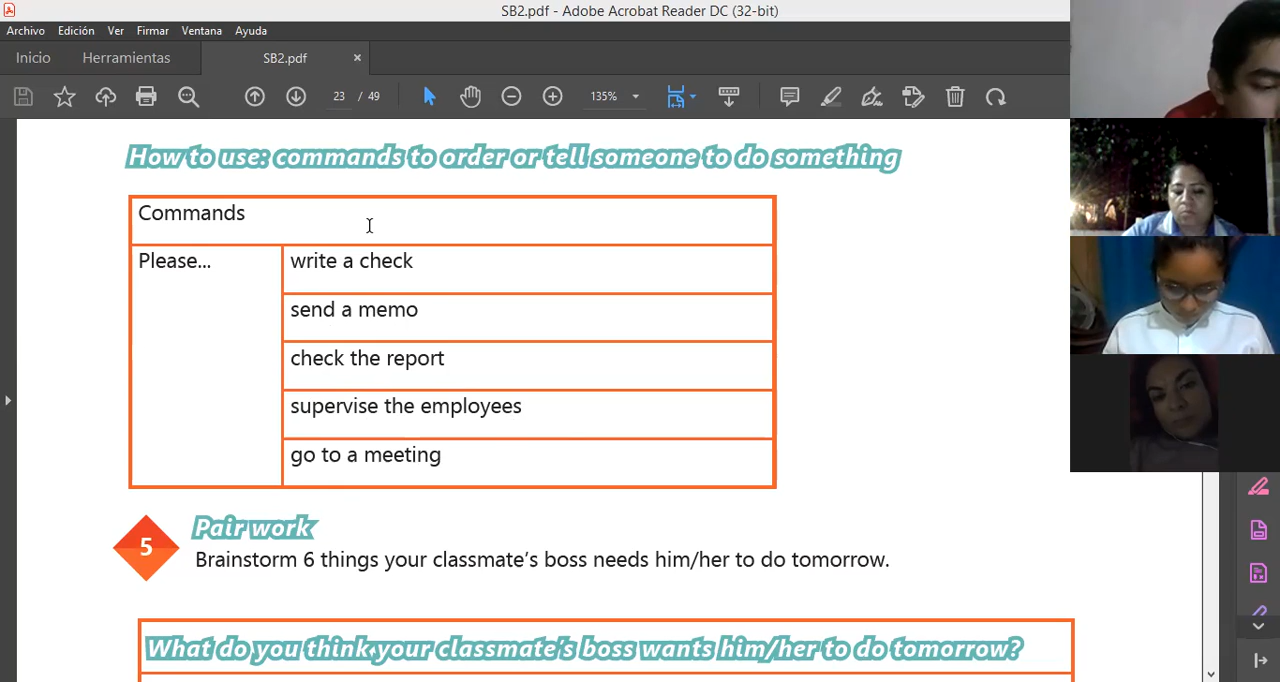 SB2.pdf - Adobe Acrobat Reader DC (32-bit)
Archivo Edición Ver Firmar Ventana Ayuda
Inicio Herramientas SB2.pdf ×
23 / 49 135%
How to use: commands to order or tell someone to do something
Commands
Please... write a check
send a memo
check the report
supervise the employees
go to a meeting
5 Pair work
Brainstorm 6 things your classmate's boss needs him/her to do tomorrow.
What do you think your classmate's boss wants him/her to do tomorrow?